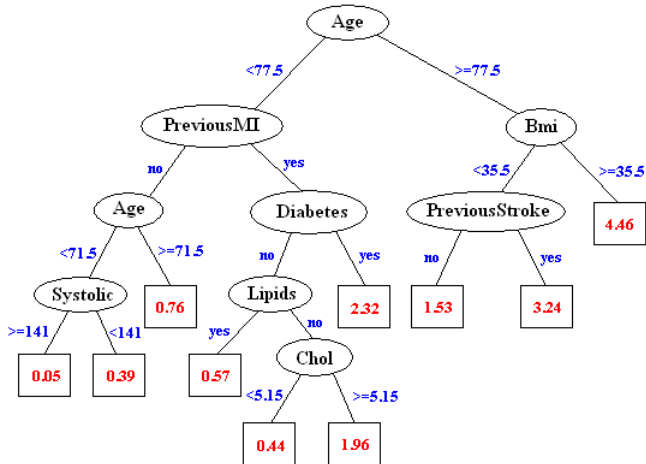 Age
<77.5
>=77.5
PreviousMI
Bmi
no
yes
<35.5
>=35.5
Age
Diabetes
PreviousStroke
4.46
<71.5
>=71.5
no
yes
no
yes
Systolic
0.76
Lipids
2.32
1.53
3.24
>=141
<141
yes
no
0.05
0.39
0.57
Chol
<5.15
>=5.15
0.44
1.96